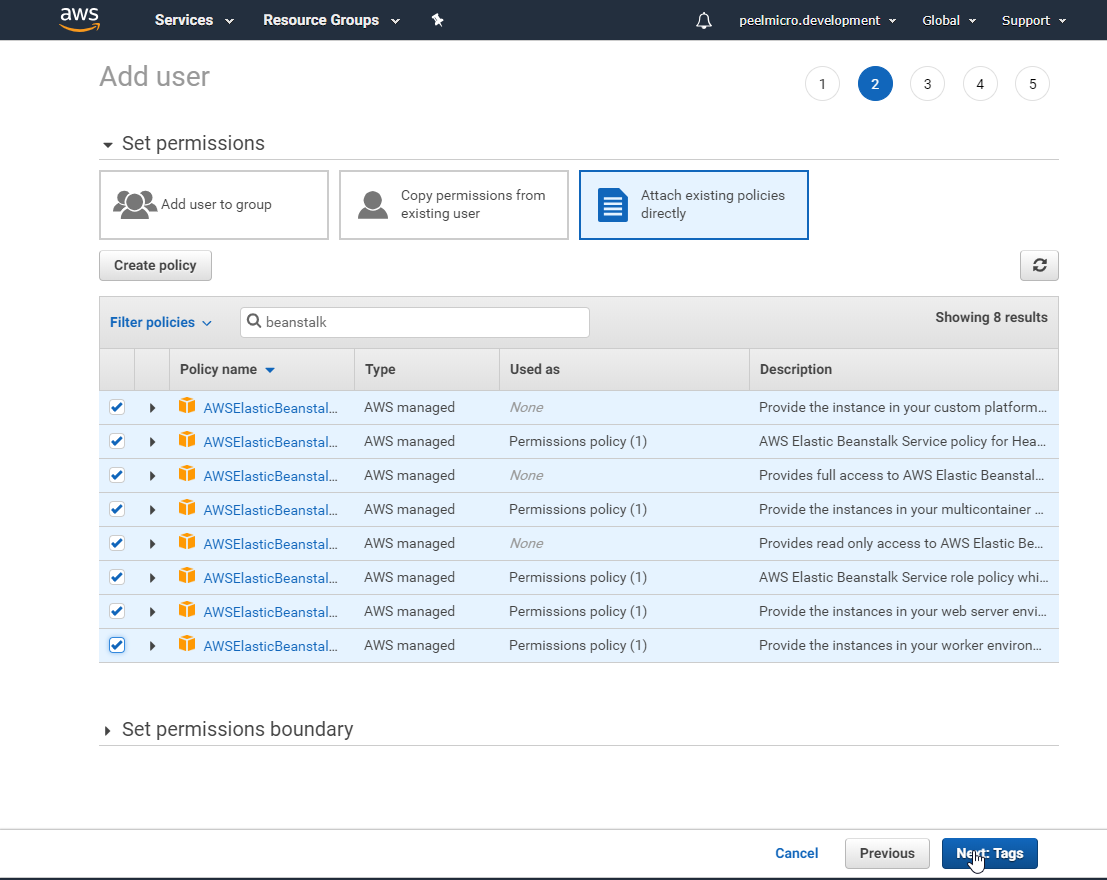 aws Services Resource Groups peelmicro.development Global Support
Add user
1 2 3 4 5
Set permissions
Add user to group
Copy permissions from existing user
Attach existing policies directly
Create policy
Filter policies beanstalk Showing 8 results
Policy name Type Used as Description
AWSElasticBeanstal... AWS managed None Provide the instance in your custom platform...
AWSElasticBeanstal... AWS managed Permissions policy (1) AWS Elastic Beanstalk Service policy for Hea...
AWSElasticBeanstal... AWS managed None Provides full access to AWS Elastic Beanstal...
AWSElasticBeanstal... AWS managed Permissions policy (1) Provide the instances in your multicontainer ...
AWSElasticBeanstal... AWS managed None Provides read only access to AWS Elastic Be...
AWSElasticBeanstal... AWS managed Permissions policy (1) AWS Elastic Beanstalk Service role policy whi...
AWSElasticBeanstal... AWS managed Permissions policy (1) Provide the instances in your web server envi...
AWSElasticBeanstal... AWS managed Permissions policy (1) Provide the instances in your worker environ...
Set permissions boundary
Cancel Previous Next: Tags